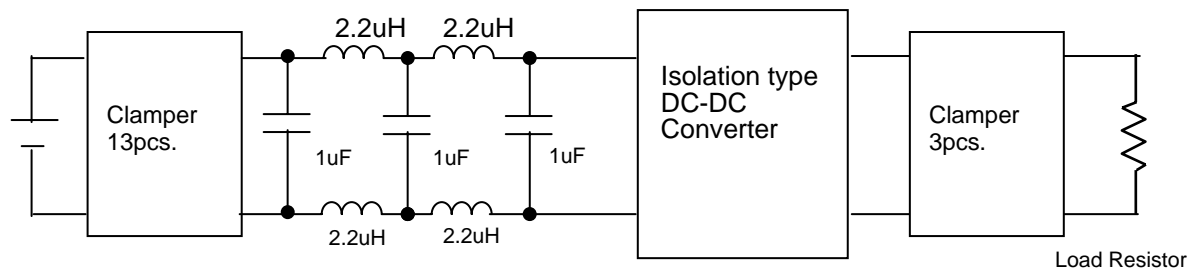 2.2uH 2.2uH
Clamper
13pcs.
1uF 1uF 1uF
2.2uH 2.2uH
Isolation type
DC-DC
Converter
Clamper
3pcs.
Load Resistor